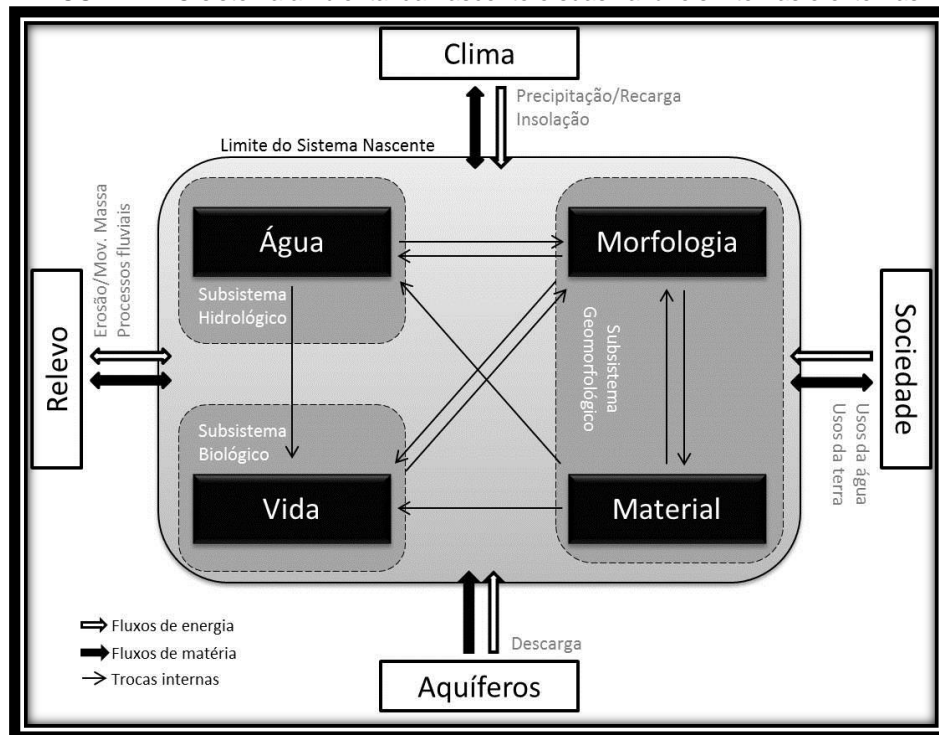 Clima
Precipitação/Recarga
Insolação
Limite do Sistema Nascente
Água
Morfologia
Subsistema
Hidrológico
Subsistema
Geomorfológico
Erosão/Mov. Massa
Processos fluviais
Relevo
Sociedade
Usos da água
Usos da terra
Subsistema
Biológico
Vida
Material
Fluxos de energia
Fluxos de matéria
Trocas internas
Descarga
Aquíferos